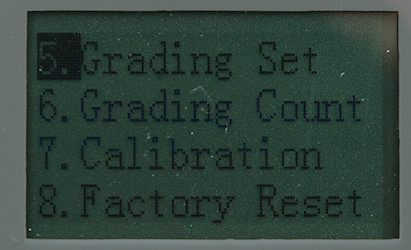 5.Grading Set
6.Grading Count
7.Calibration
8.Factory Reset